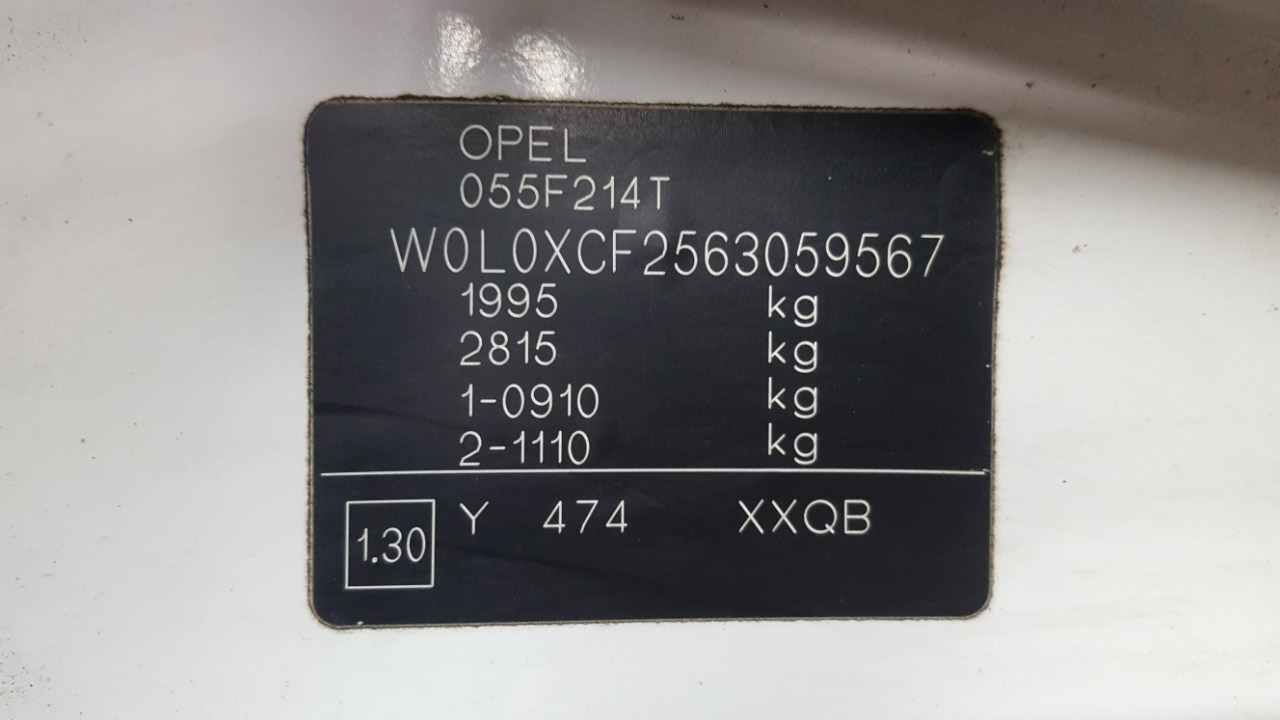 OPEL
055F214T
W0L0XCF2563059567
1995 kg
2815 kg
1-0910 kg
2-1110 kg
1.30 Y 474 XXQB